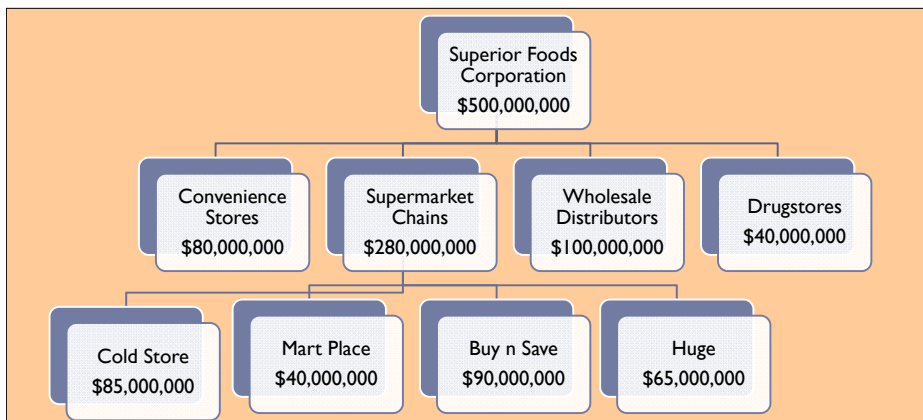 Superior Foods
Corporation
$500,000,000
Convenience
Stores
$80,000,000
Supermarket
Chains
$280,000,000
Wholesale
Distributors
$100,000,000
Drugstores
$40,000,000
Cold Store
$85,000,000
Mart Place
$40,000,000
Buy n Save
$90,000,000
Huge
$65,000,000